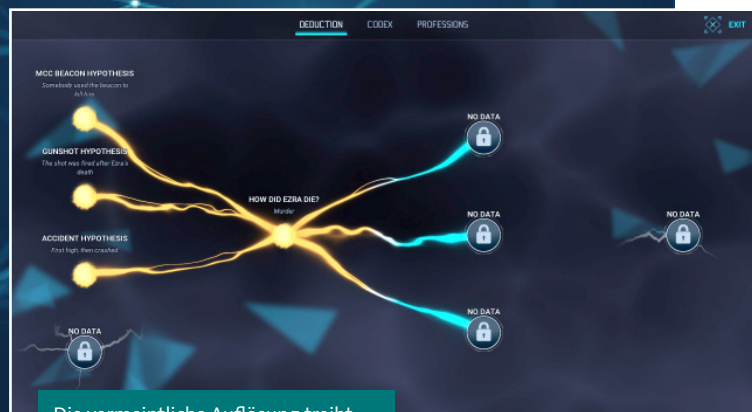 DEDUCTION CODEX PROFESSIONS EXIT
MCC BEACON HYPOTHESIS
Somebody used the beacon to
kill him
NO DATA
GUNSHOT HYPOTHESIS
The shot was fired after Ezra's
death
HOW DID EZRA DIE?
Murder
NO DATA
NO DATA
ACCIDENT HYPOTHESIS
First high, then crashed
NO DATA
NO DATA
Die vermeintliche Auflösung treibt